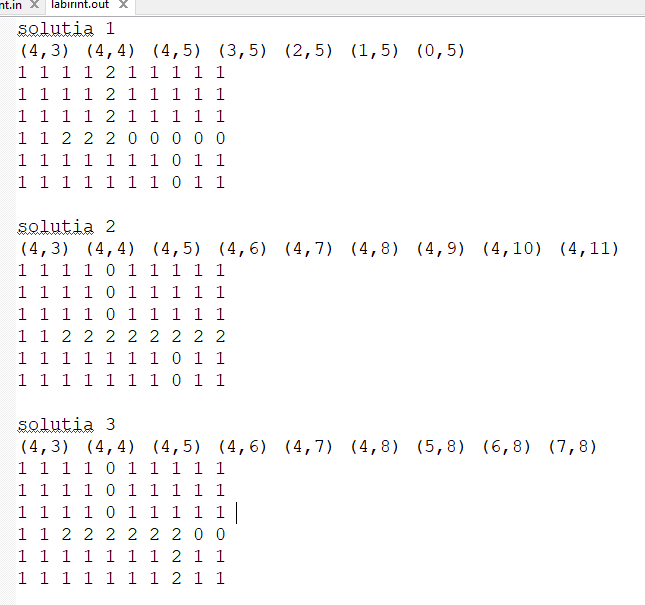 nt.in × labirint.out ×
solutia 1
(4,3) (4,4) (4,5) (3,5) (2,5) (1,5) (0,5)
1 1 1 1 2 1 1 1 1 1
1 1 1 1 2 1 1 1 1 1
1 1 1 1 2 1 1 1 1 1
1 1 2 2 2 0 0 0 0 0
1 1 1 1 1 1 1 0 1 1
1 1 1 1 1 1 1 0 1 1
solutia 2
(4,3) (4,4) (4,5) (4,6) (4,7) (4,8) (4,9) (4,10) (4,11)
1 1 1 1 0 1 1 1 1 1
1 1 1 1 0 1 1 1 1 1
1 1 1 1 0 1 1 1 1 1
1 1 2 2 2 2 2 2 2 2
1 1 1 1 1 1 1 0 1 1
1 1 1 1 1 1 1 0 1 1
solutia 3
(4,3) (4,4) (4,5) (4,6) (4,7) (4,8) (5,8) (6,8) (7,8)
1 1 1 1 0 1 1 1 1 1
1 1 1 1 0 1 1 1 1 1
1 1 1 1 0 1 1 1 1 1
1 1 2 2 2 2 2 2 0 0
1 1 1 1 1 1 1 2 1 1
1 1 1 1 1 1 1 2 1 1